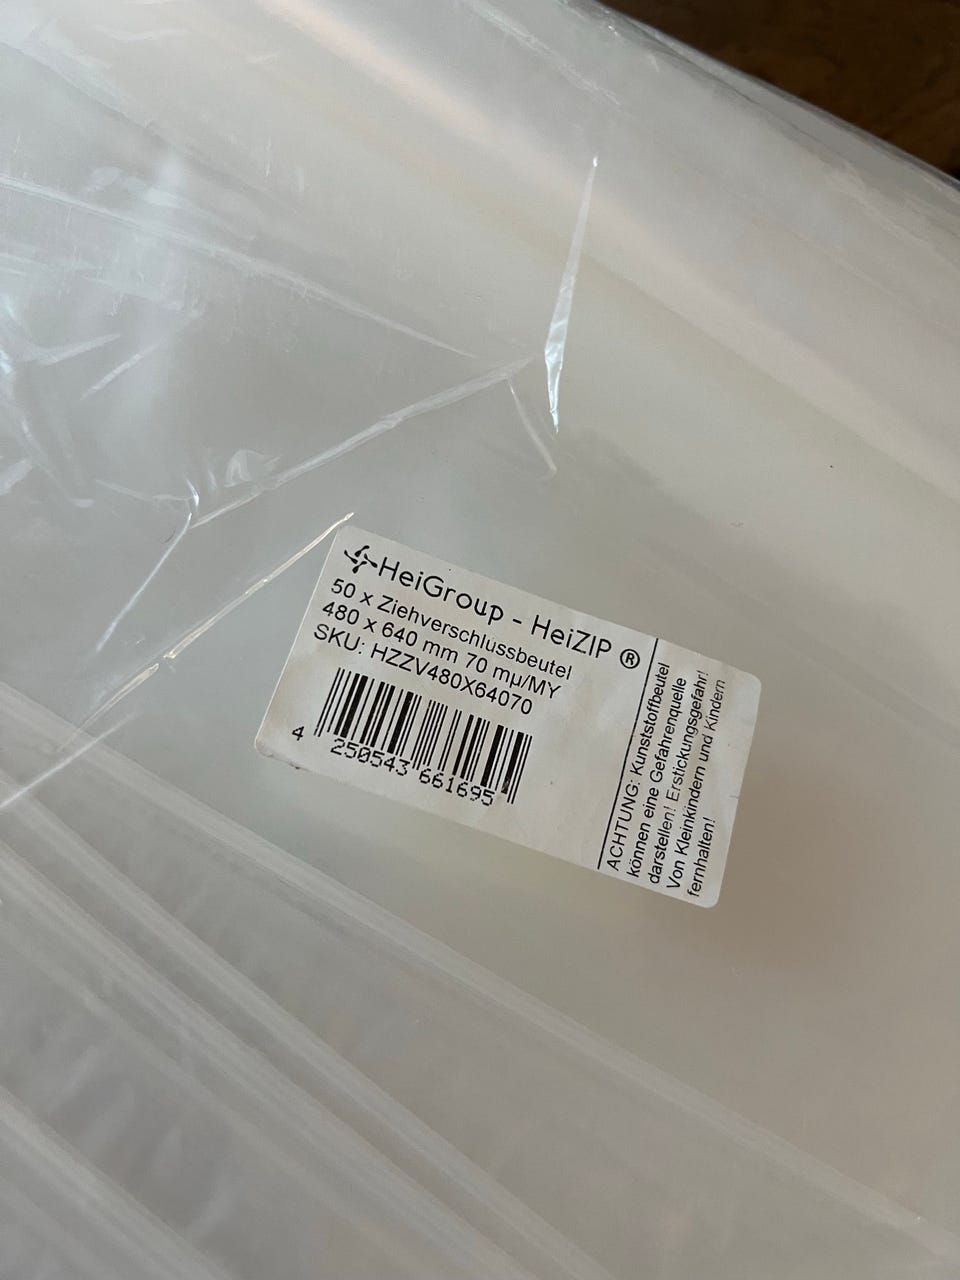 HeiGroup - HeiZIP ®
50 x Ziehverschlussbeutel
480 x 640 mm 70 mµ/MY
SKU: HZZV480X64070
4 250543 661695
ACHTUNG: Kunststoffbeutel
können eine Gefahrenquelle
darstellen! Erstickungsgefahr!
Von Kleinkindern und Kindern
fernhalten!